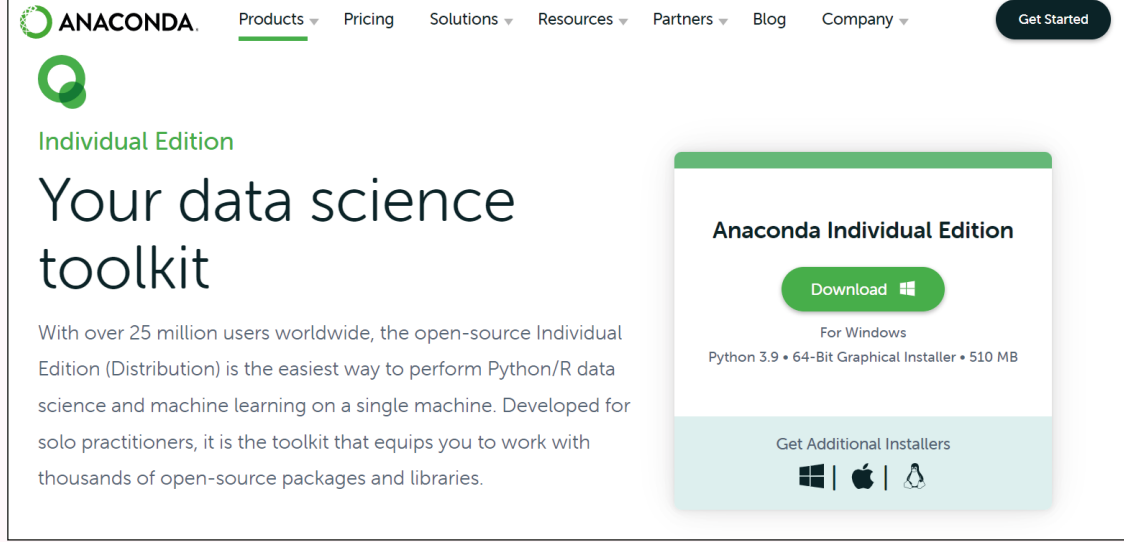 ANACONDA.
Products Pricing Solutions Resources Partners Blog Company Get Started
Individual Edition
Your data science
toolkit
With over 25 million users worldwide, the open-source Individual
Edition (Distribution) is the easiest way to perform Python/R data
science and machine learning on a single machine. Developed for
solo practitioners, it is the toolkit that equips you to work with
thousands of open-source packages and libraries.
Anaconda Individual Edition
Download
For Windows
Python 3.9 • 64-Bit Graphical Installer • 510 MB
Get Additional Installers